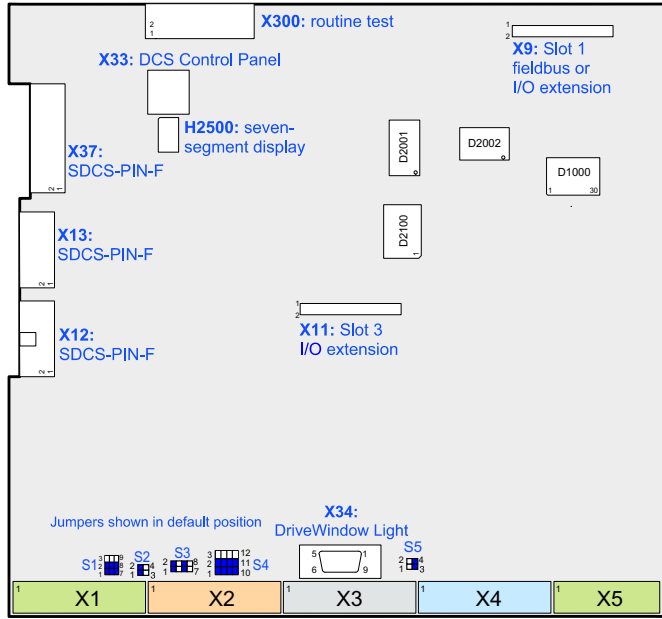 2
1
X300: routine test
1
2
X9: Slot 1
fieldbus or
I/O extension
X33: DCS Control Panel
H2500: seven-
segment display
D2001
D2002
D1000
1 30
X37:
SDCS-PIN-F
2 1
D2100
1
X13:
SDCS-PIN-F
2 1
1
2
X11: Slot 3
I/O extension
X12:
SDCS-PIN-F
2 1
Jumpers shown in default position
X34:
DriveWindow Light
5 1
6 9
S1
3 9
2 8
1 7
S2
2 4
1 3
S3
2 8
1 7
S4
3 12
2 11
1 10
S5
2 4
1 3
1 X1
1 X2
1 X3
1 X4
1 X5